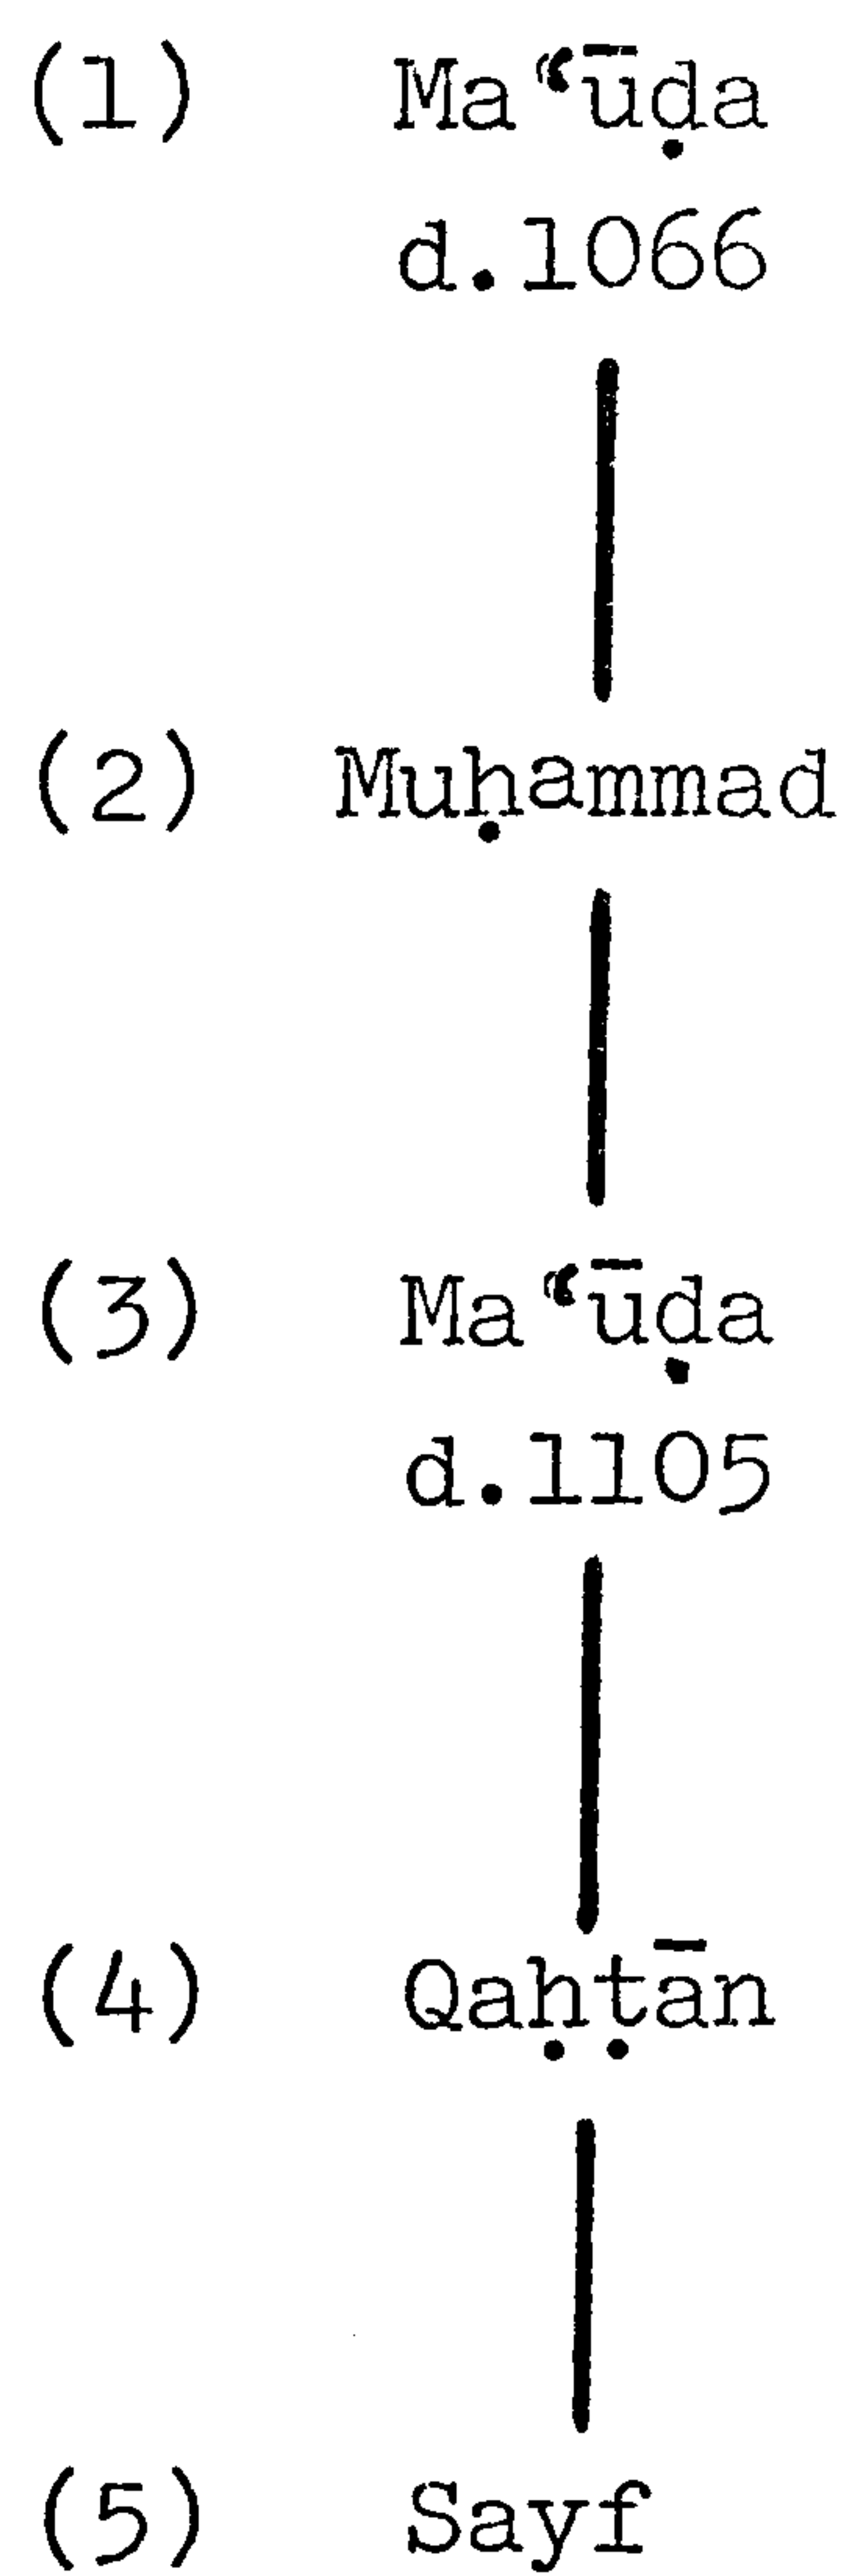 (1) Maʿūḍa
d.1066
(2) Muḥammad
(3) Maʿūḍa
d.1105
(4) Qaḥṭān
(5) Sayf